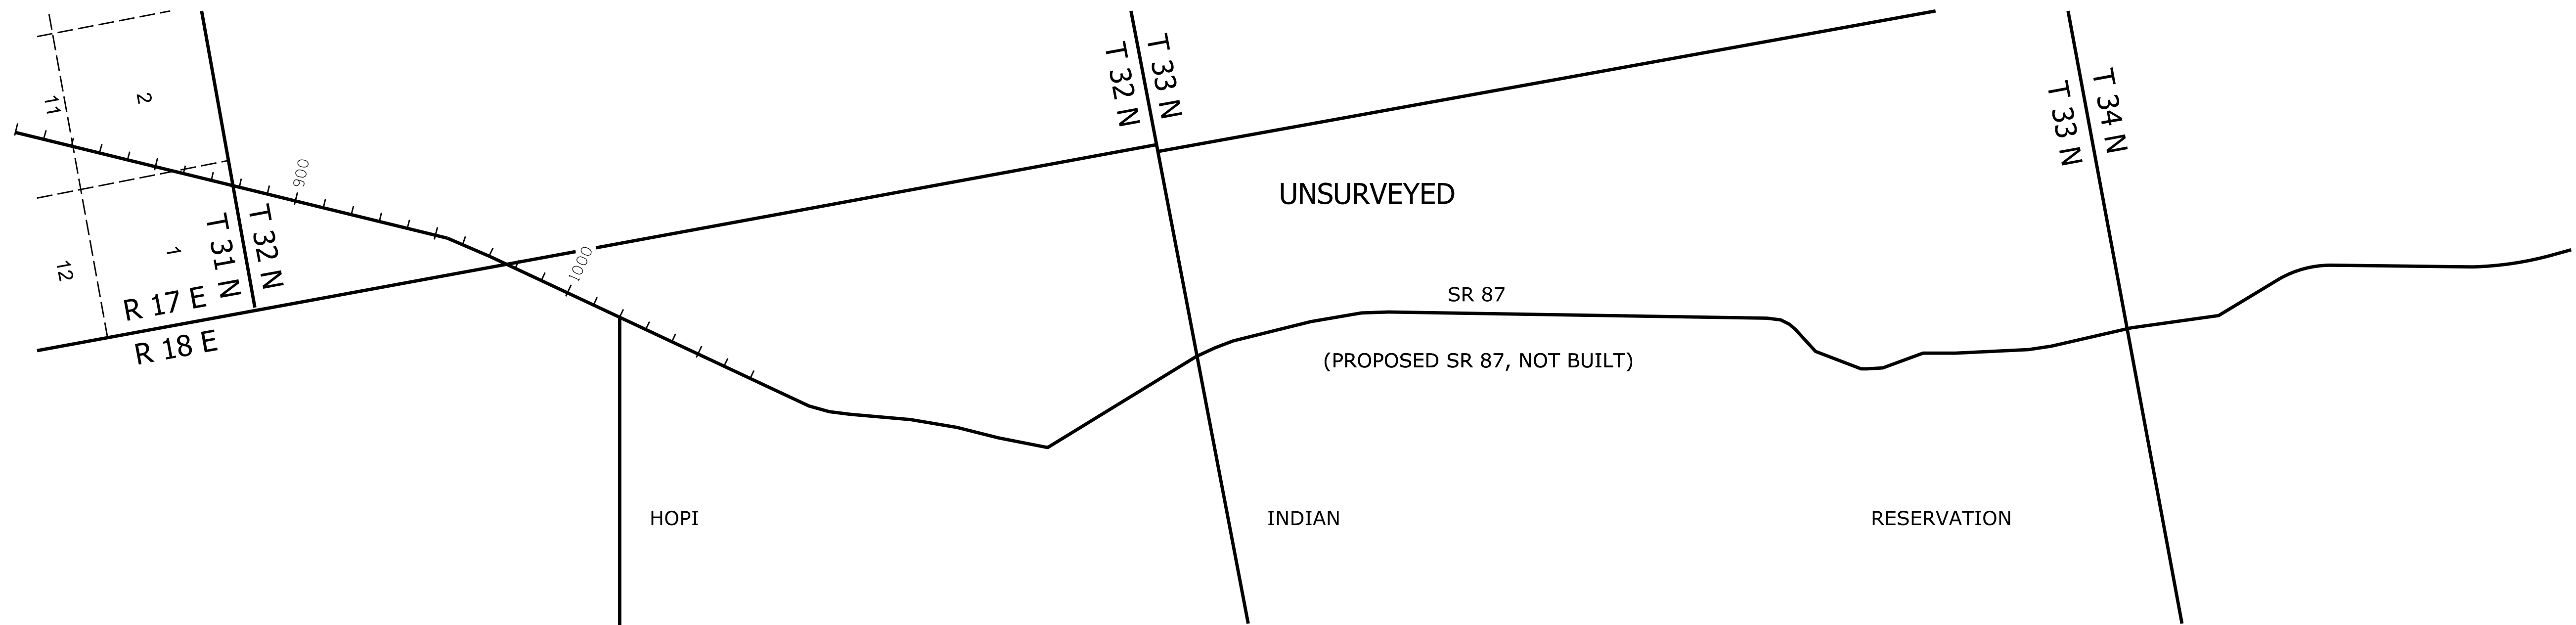 11
2
12
1
T 31 N
T 32 N
R 17 E
R 18 E
900
1000
T 32 N
T 33 N
UNSURVEYED
SR 87
(PROPOSED SR 87, NOT BUILT)
T 33 N
T 34 N
HOPI
INDIAN
RESERVATION